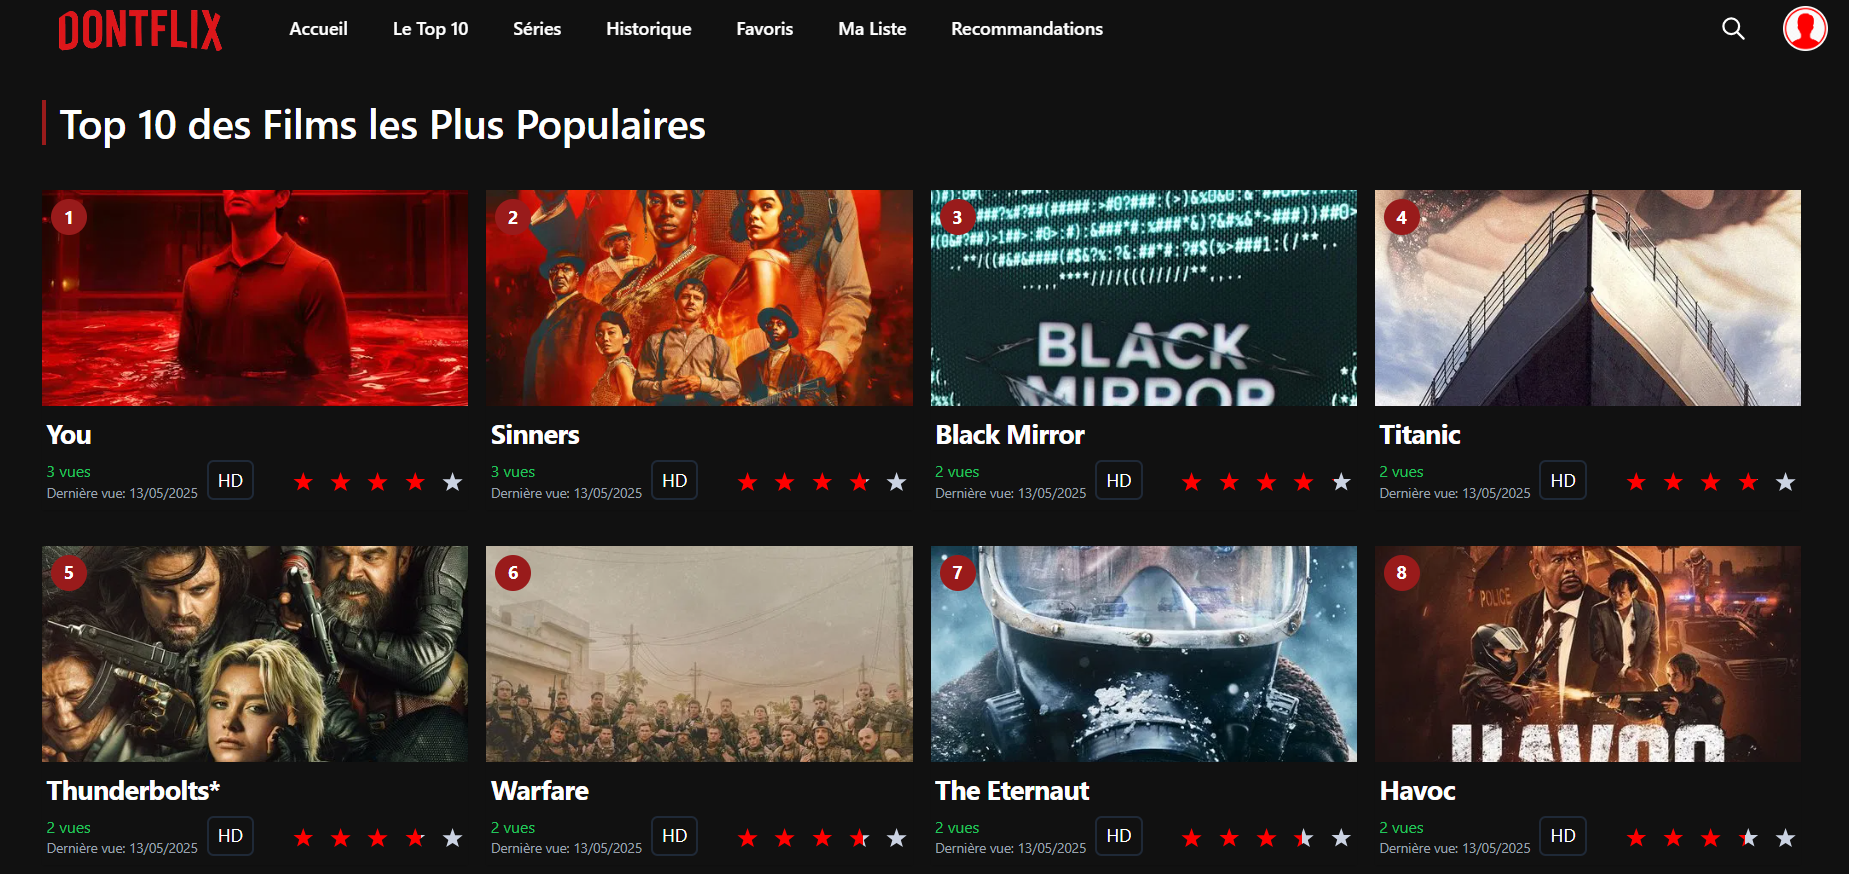 DONTFLIX
Accueil Le Top 10 Séries Historique Favoris Ma Liste Recommandations
Top 10 des Films les Plus Populaires
1
2
3
4
BLACK
MIRROR
You
Sinners
Black Mirror
Titanic
3 vues
Dernière vue: 13/05/2025
HD
3 vues
Dernière vue: 13/05/2025
HD
2 vues
Dernière vue: 13/05/2025
HD
2 vues
Dernière vue: 13/05/2025
HD
5
6
7
8
POLICE
HAVOC
Thunderbolts*
Warfare
The Eternaut
Havoc
2 vues
Dernière vue: 13/05/2025
HD
2 vues
Dernière vue: 13/05/2025
HD
2 vues
Dernière vue: 13/05/2025
HD
2 vues
Dernière vue: 13/05/2025
HD